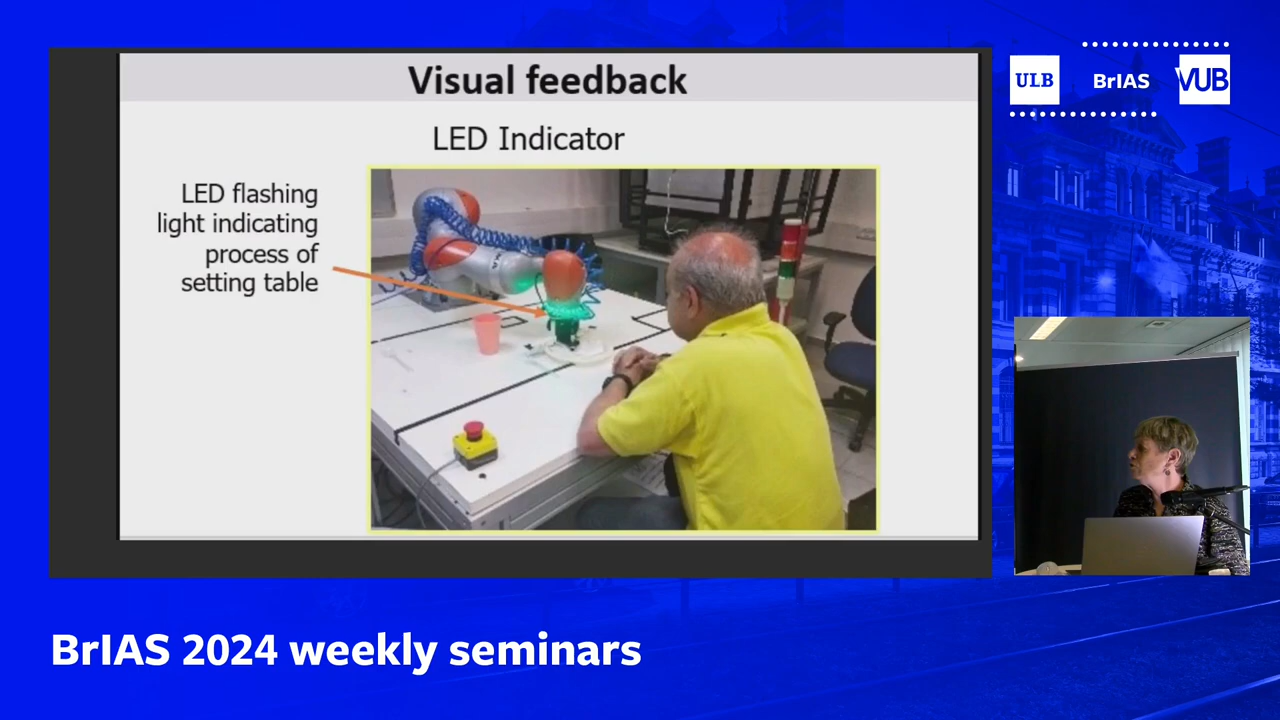 Visual feedback
LED Indicator
LED flashing
light indicating
process of
setting table
ULB
BrIAS
VUB
BrIAS 2024 weekly seminars